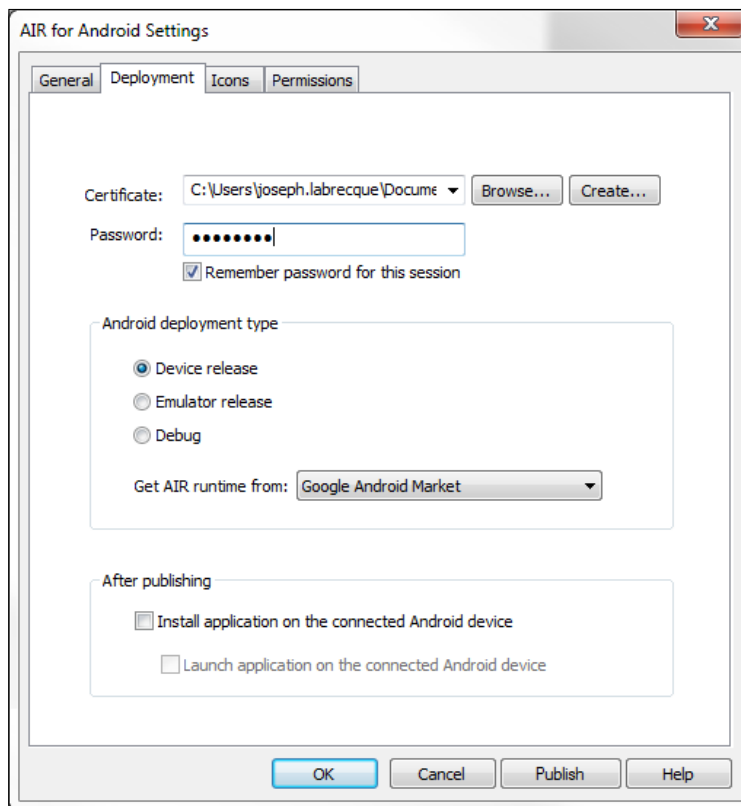 AIR for Android Settings
General Deployment Icons Permissions
Certificate: C:\Users\joseph.labrecque\Docume Browse... Create...
Password: ●●●●●●●●
Remember password for this session
Android deployment type
Device release
Emulator release
Debug
Get AIR runtime from: Google Android Market
After publishing
Install application on the connected Android device
Launch application on the connected Android device
OK Cancel Publish Help